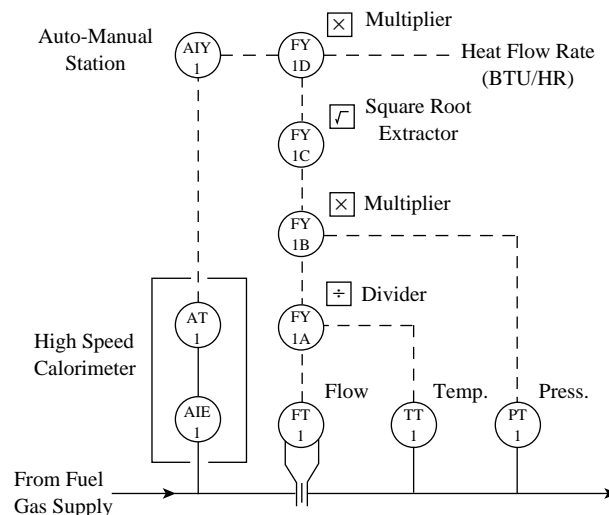 Auto-Manual
Station
AIY
1
FY
1D
×
Multiplier
Heat Flow Rate
(BTU/HR)
FY
1C
√
Square Root
Extractor
FY
1B
×
Multiplier
÷
Divider
FY
1A
High Speed
Calorimeter
AT
1
AIE
1
Flow
FT
1
Temp.
TT
1
Press.
PT
1
From Fuel
Gas Supply